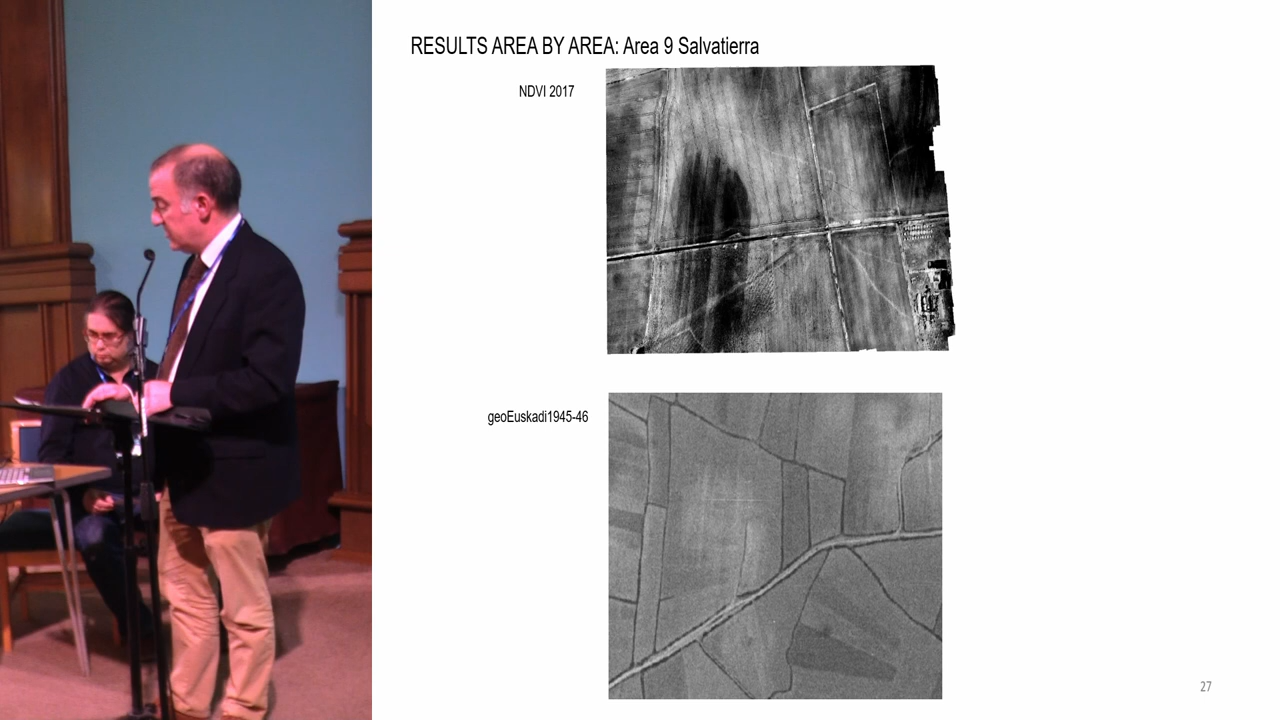 RESULTS AREA BY AREA: Area 9 Salvatierra
NDVI 2017
geoEuskadi1945-46
27